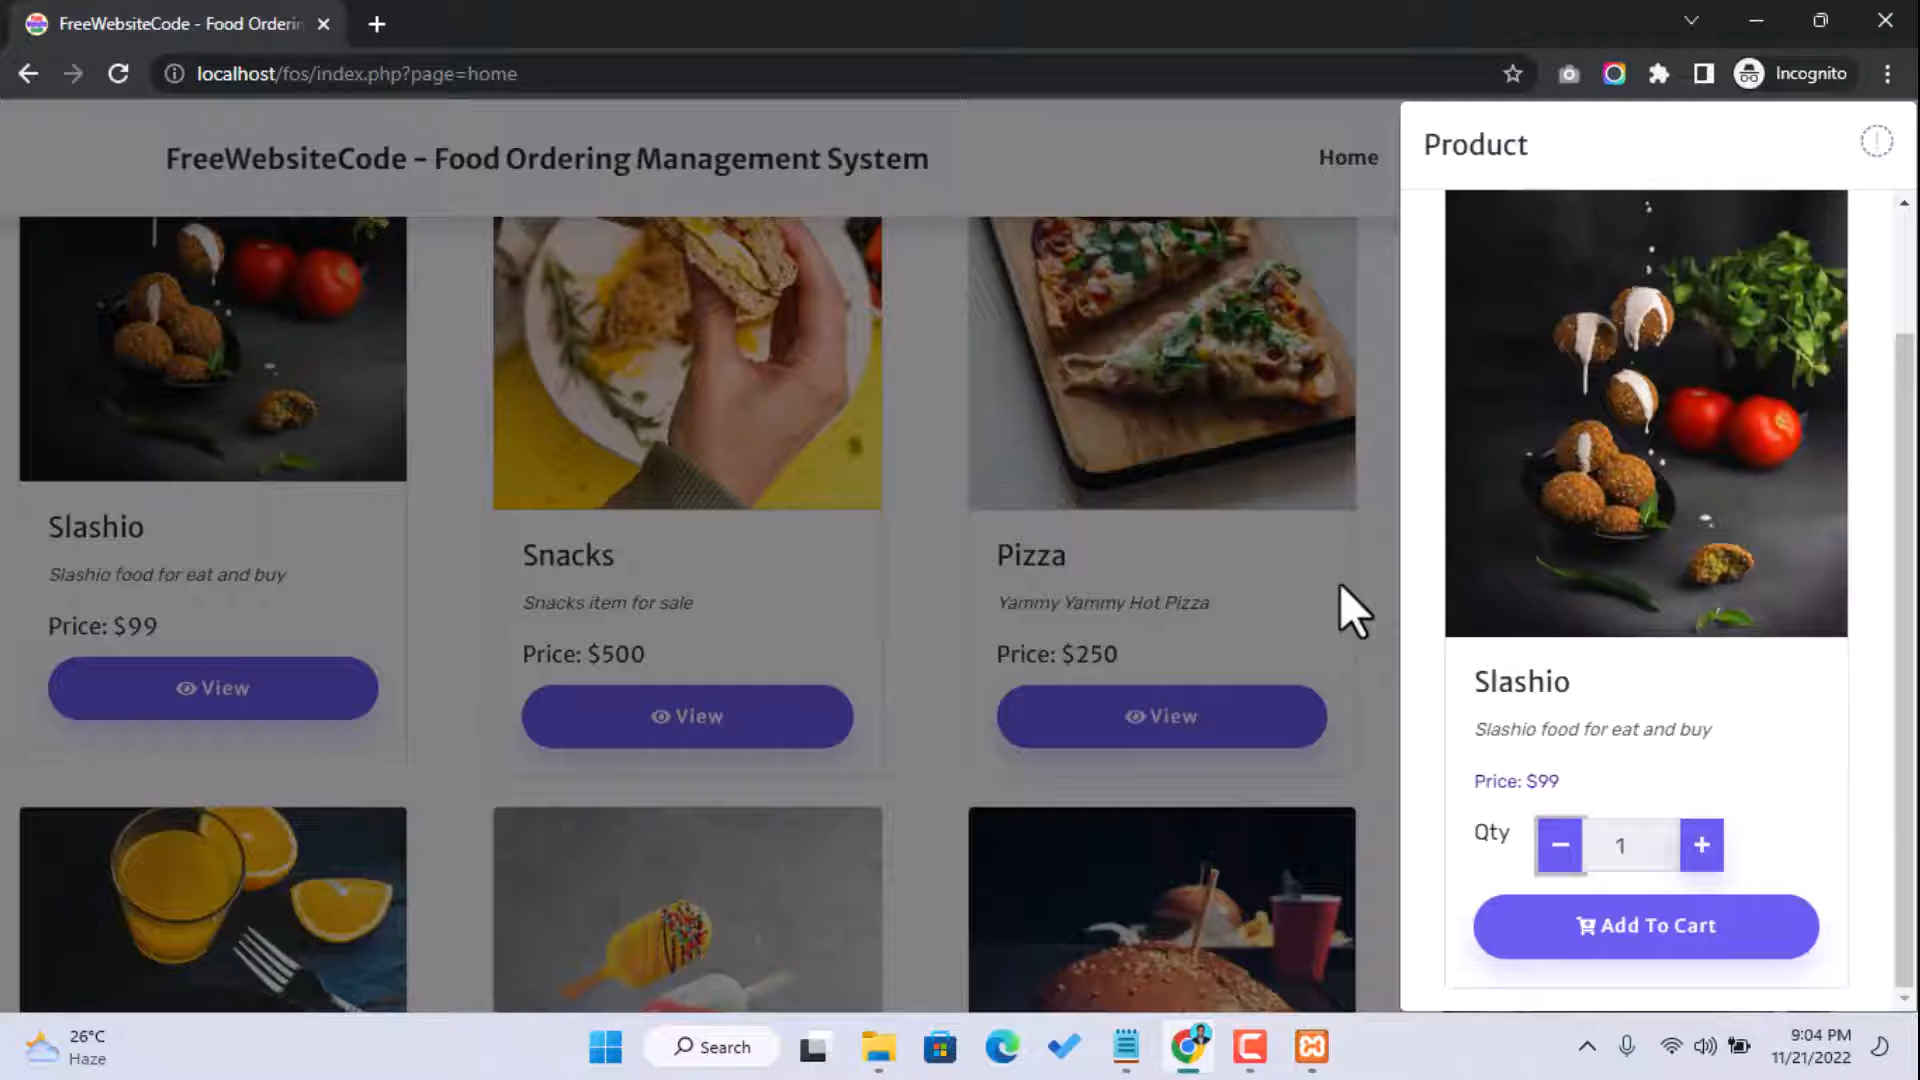 FreeWebsiteCode - Food Orderin
localhost/fos/index.php?page=home
Incognito
FreeWebsiteCode - Food Ordering Management System
Home
Slashio
Slashio food for eat and buy
Price: $99
View
Snacks
Snacks item for sale
Price: $500
View
Pizza
Yammy Yammy Hot Pizza
Price: $250
View
Product
Slashio
Slashio food for eat and buy
Price: $99
Qty
1
Add To Cart
26°C
Haze
Search
9:04 PM
11/21/2022